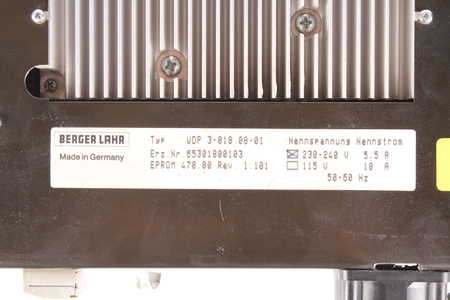 BERGER LAHR
Made in Germany
Typ WDP 3-018.08-01
Erz.Nr 65301800103
EPROM 470.00 Rev. 1.101
Nennspannung Nennstrom
230-240 V 5.5 A
115 V 10 A
50-60 Hz